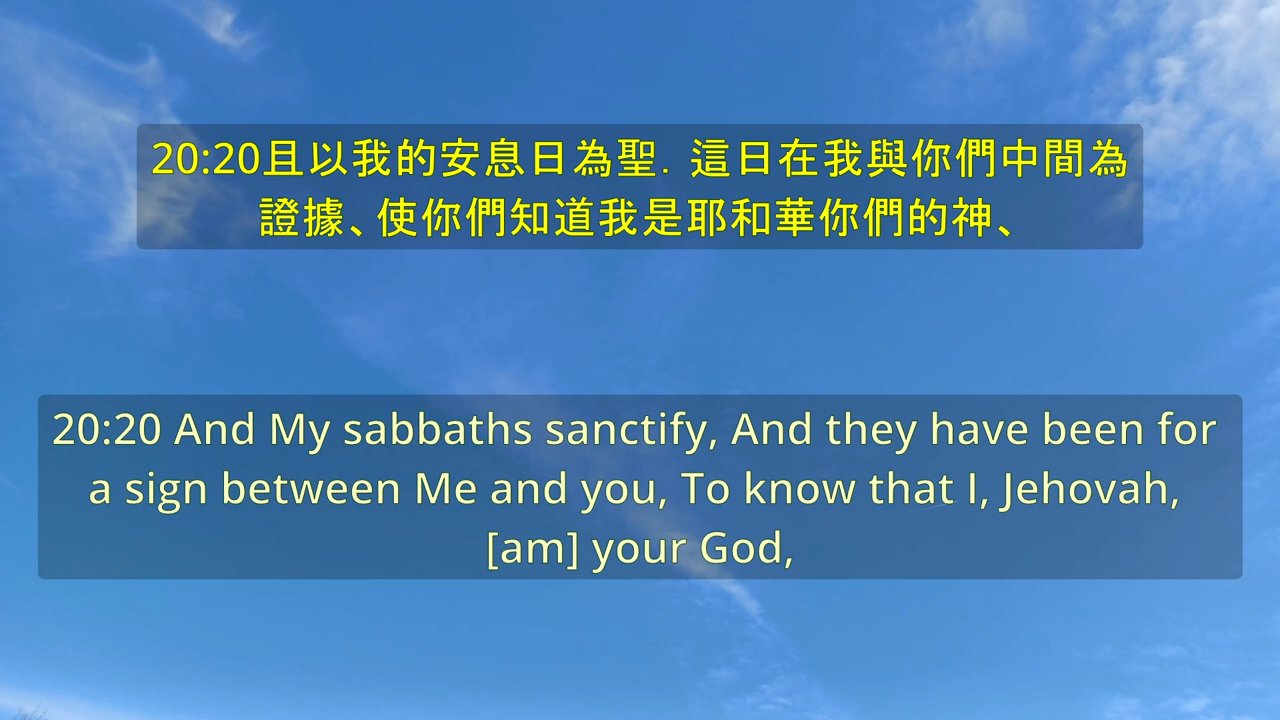 20:20且以我的安息日為聖．這日在我與你們中間為
證據、使你們知道我是耶和華你們的神、
20:20 And My sabbaths sanctify, And they have been for
a sign between Me and you, To know that I, Jehovah,
[am] your God,